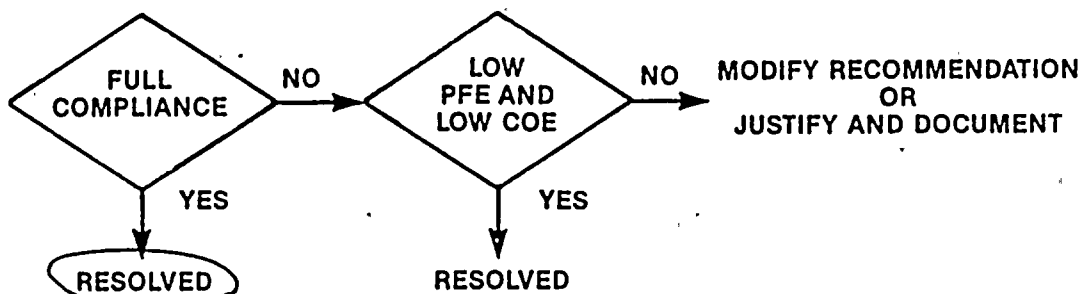 FULL
COMPLIANCE
NO
LOW
PFE AND
LOW COE
NO
MODIFY RECOMMENDATION
OR
JUSTIFY AND DOCUMENT
YES
YES
RESOLVED
RESOLVED